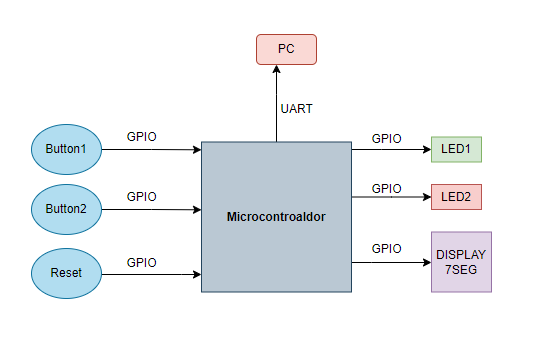 PC
UART
GPIO
Button1
GPIO
Button2
GPIO
Reset
Microcontroaldor
GPIO
LED1
GPIO
LED2
GPIO
DISPLAY
7SEG